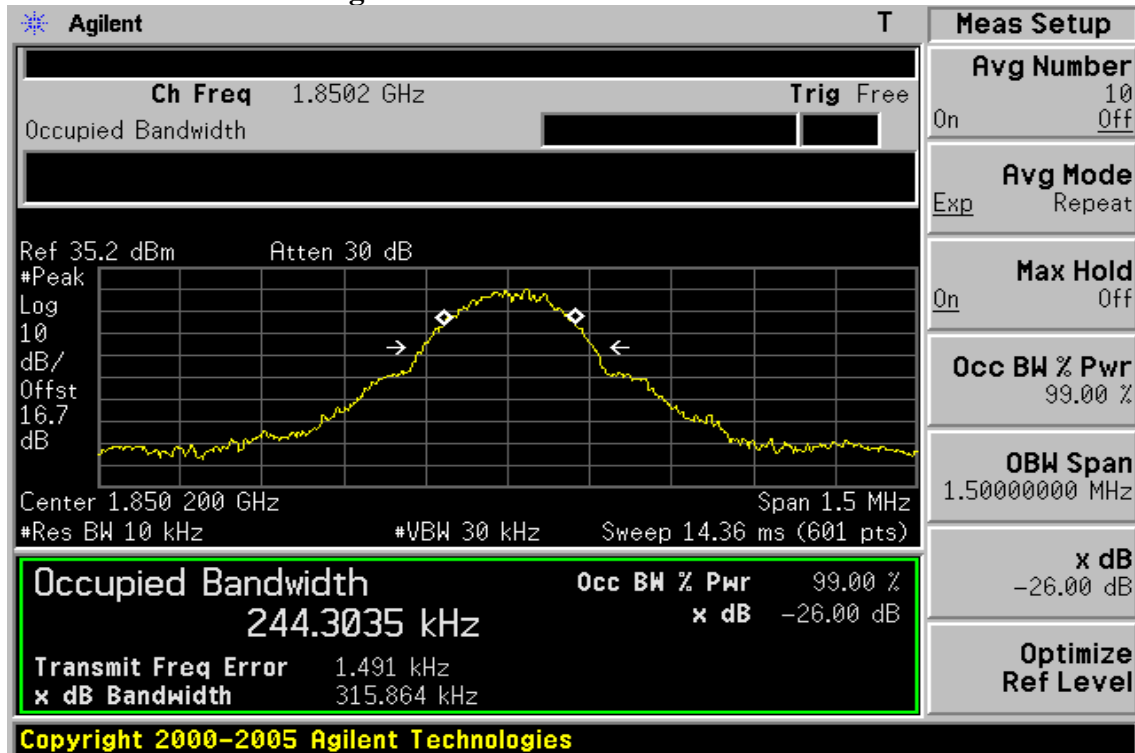 Agilent T
Ch Freq 1.8502 GHz Trig Free
Occupied Bandwidth
Ref 35.2 dBm Atten 30 dB
#Peak
Log
10
dB/
Offst
16.7
dB
Center 1.850 200 GHz Span 1.5 MHz
#Res BW 10 kHz #VBW 30 kHz Sweep 14.36 ms (601 pts)
Occupied Bandwidth Occ BW % Pwr 99.00 %
244.3035 kHz x dB -26.00 dB
Transmit Freq Error 1.491 kHz
x dB Bandwidth 315.864 kHz
Copyright 2000-2005 Agilent Technologies
Meas Setup
Avg Number
10
On Off
Avg Mode
Exp Repeat
Max Hold
On Off
Occ BW % Pwr
99.00 %
OBW Span
1.50000000 MHz
x dB
-26.00 dB
Optimize
Ref Level